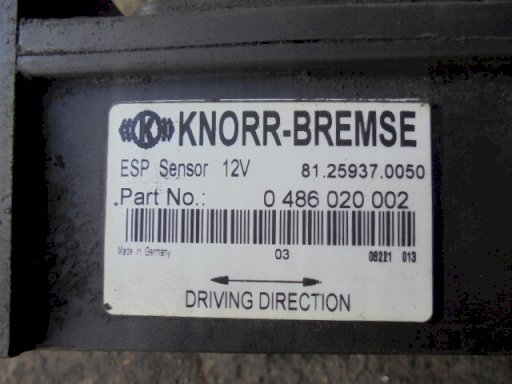 K KNORR-BREMSE
ESP Sensor 12V 81.25937.0050
Part No.: 0 486 020 002
Made in Germany 03 08221 013
DRIVING DIRECTION